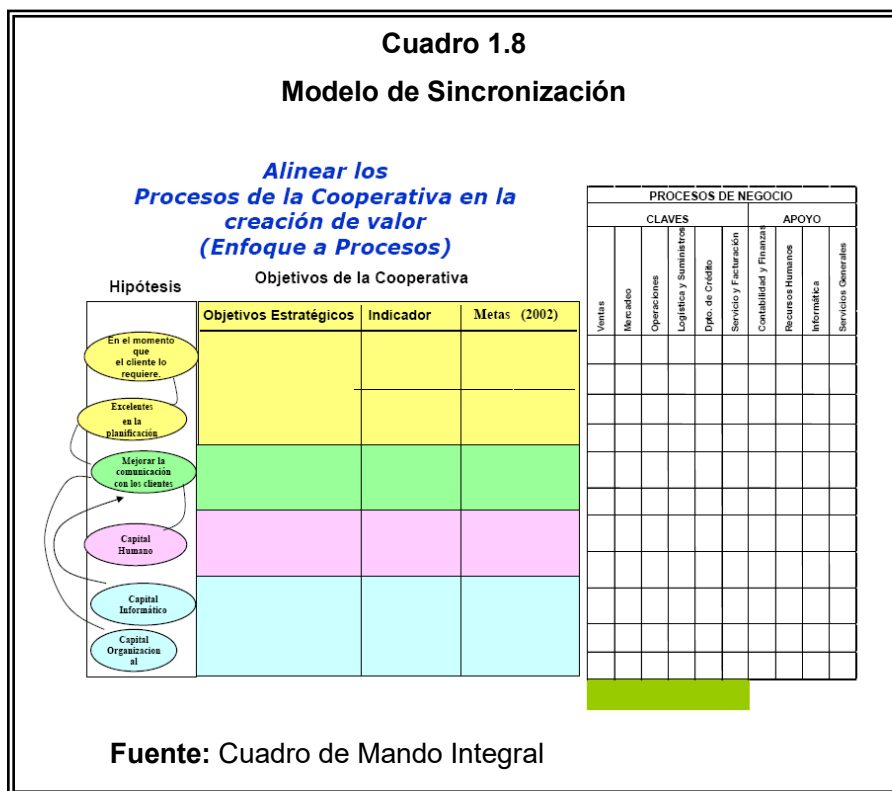 Cuadro 1.8
Modelo de Sincronización
Alinear los
Procesos de la Cooperativa en la
creación de valor
(Enfoque a Procesos)
Hipótesis
Objetivos de la Cooperativa
Objetivos Estratégicos
Indicador
Metas (2002)
En el momento
que
el cliente lo
requiere.
Excelentes
en la
planificación
Mejorar la
comunicación
con los clientes
Capital
Humano
Capital
Informático
Capital
Organizacion
al
PROCESOS DE NEGOCIO
CLAVES
APOYO
Ventas
Mercadeo
Operaciones
Logística y Suministros
Dpto. de Crédito
Servicio y Facturación
Contabilidad y Finanzas
Recursos Humanos
Informática
Servicios Generales
Fuente: Cuadro de Mando Integral